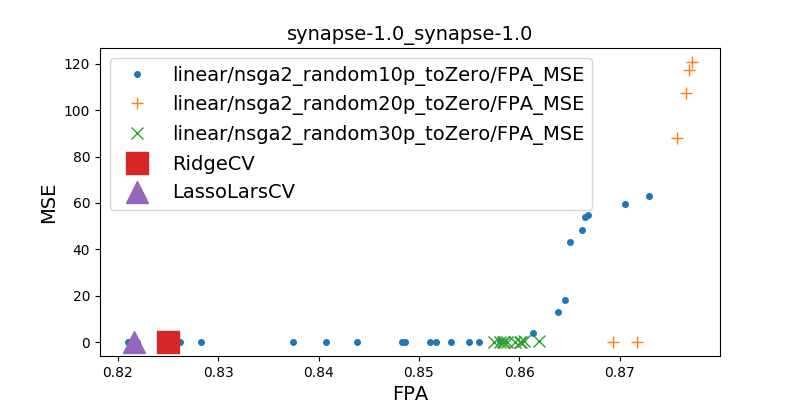 synapse-1.0_synapse-1.0
linear/nsga2_random10p_toZero/FPA_MSE
linear/nsga2_random20p_toZero/FPA_MSE
linear/nsga2_random30p_toZero/FPA_MSE
RidgeCV
LassoLarsCV
MSE
120
100
80
60
40
20
0
0.82 0.83 0.84 0.85 0.86 0.87
FPA